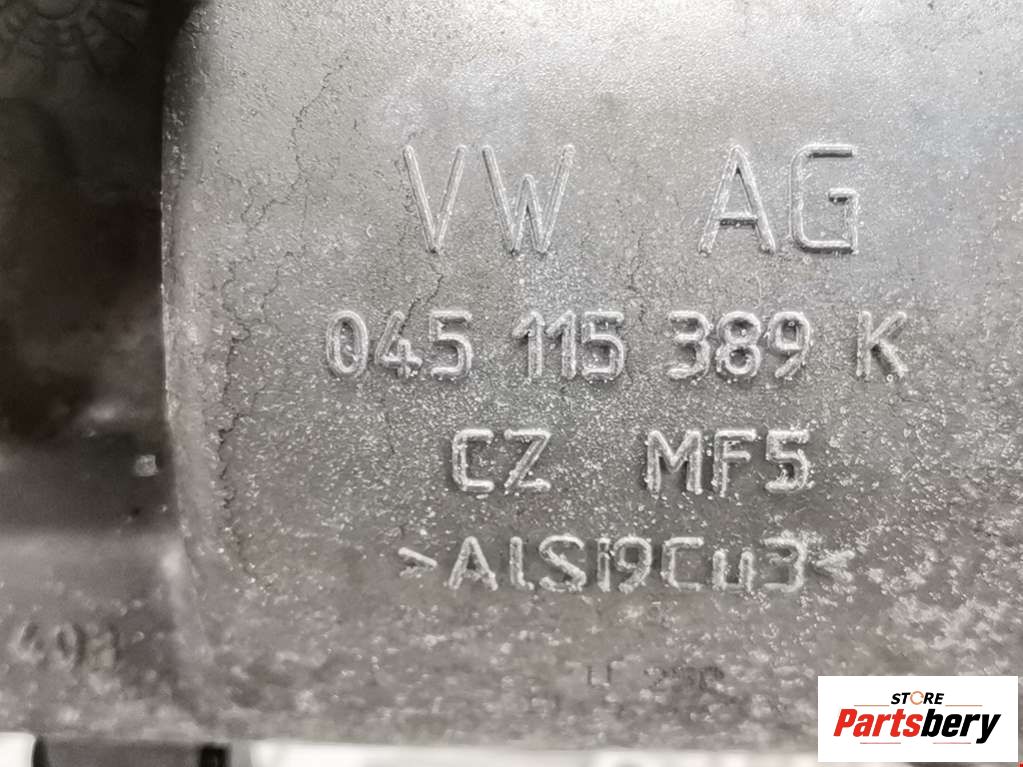 VW AG
045 115 389 K
CZ MF5
>AlSi9Cu3<
STORE
Partsbery